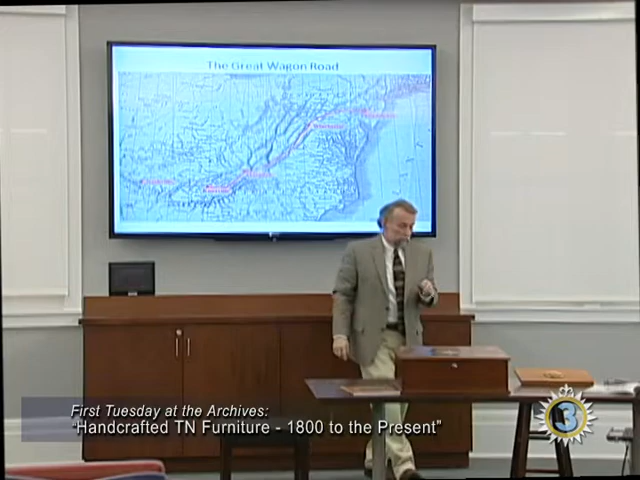 The Great Wagon Road
First Tuesday at the Archives:
"Handcrafted TN Furniture - 1800 to the Present"
3